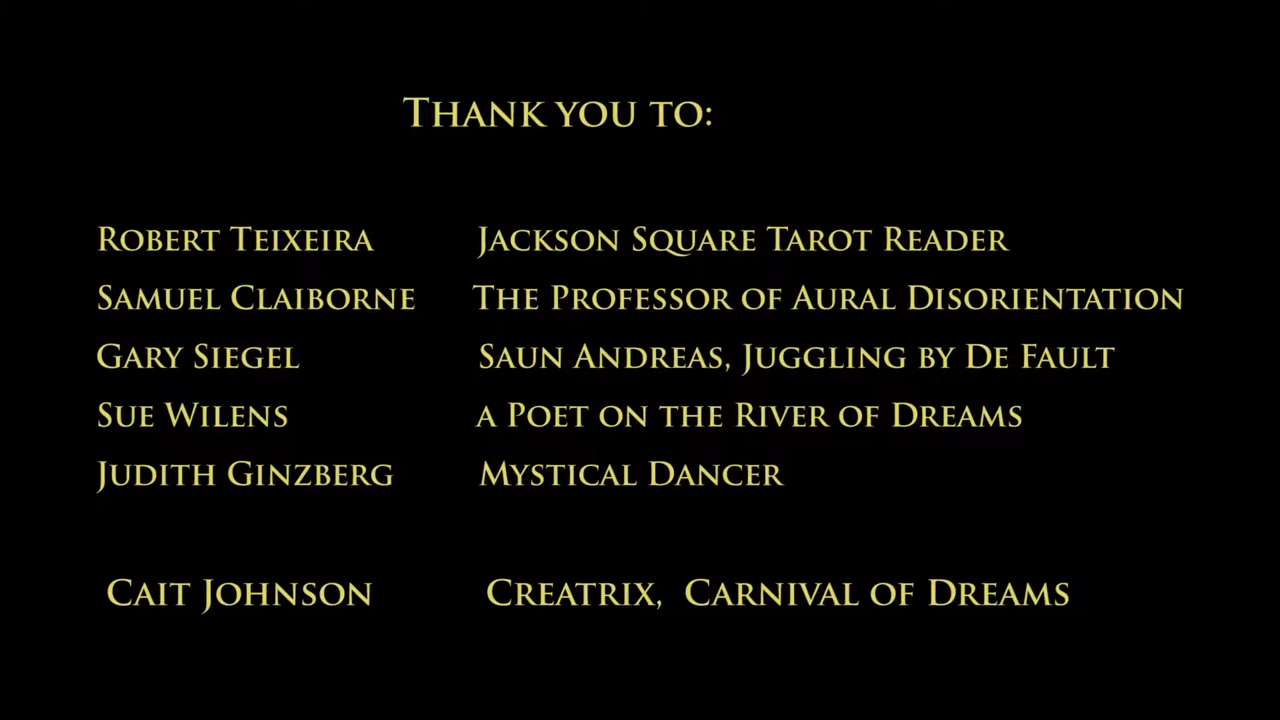 Thank you to:
Robert Teixeira Jackson Square Tarot Reader
Samuel Claiborne The Professor of Aural Disorientation
Gary Siegel Saun Andreas, Juggling by De Fault
Sue Wilens a Poet on the River of Dreams
Judith Ginzberg Mystical Dancer
Cait Johnson Creatrix, Carnival of Dreams